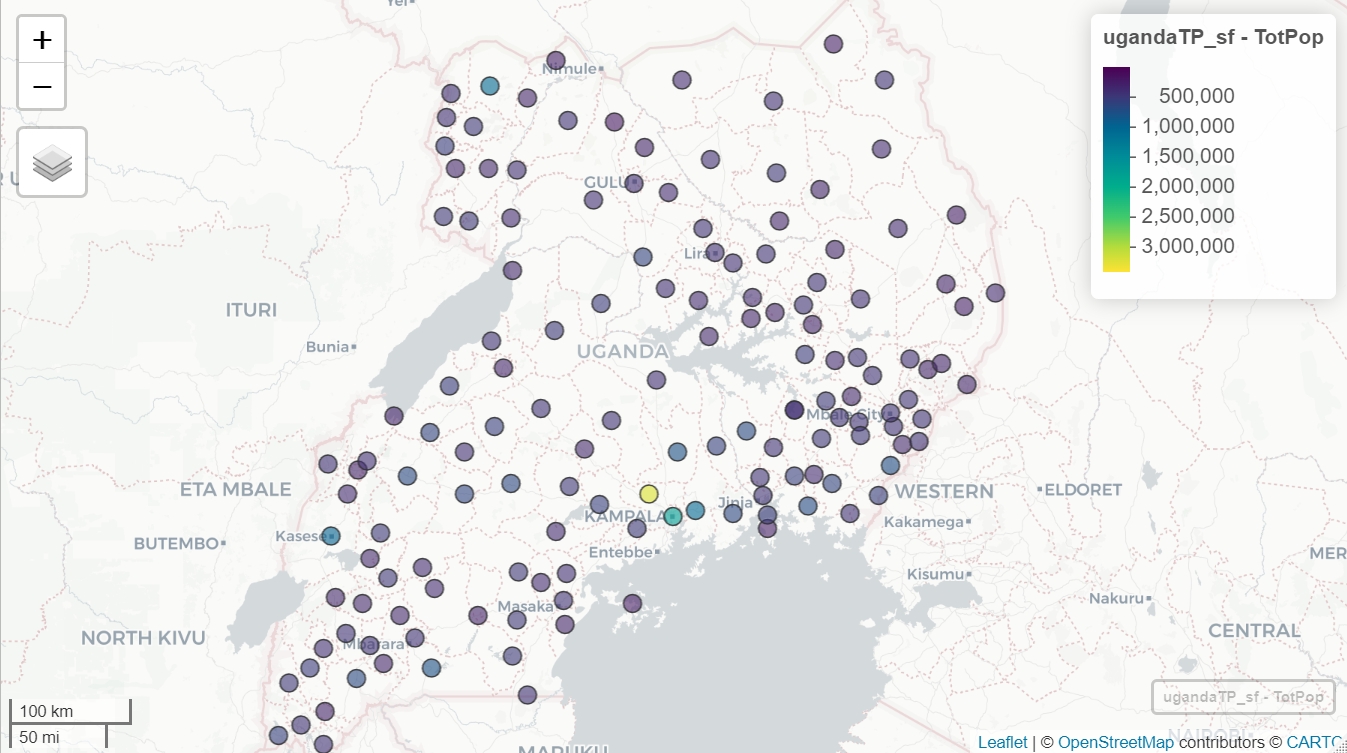 Yei
+
Nimule
ugandaTP_sf - TotPop
−
500,000
1,000,000
1,500,000
2,000,000
2,500,000
3,000,000
R U
GULU
Lira
ITURI
Bunia
UGANDA
Mbale City
ETA MBALE
WESTERN
ELDORET
Jinja
KAMPALA
Kakamega
Kasese
BUTEMBO
Entebbe
MER
Kisumu
Nakuru
Masaka
NORTH KIVU
Mbarara
CENTRAL
ugandaTP_sf - TotPop
100 km
50 mi
NAIROBI
MARUKU
Leaflet | © OpenStreetMap contributors © CARTO